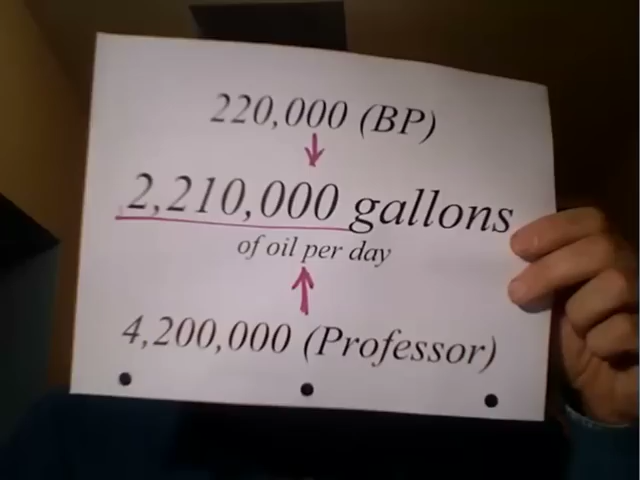 220,000 (BP)
2,210,000 gallons
of oil per day
4,200,000 (Professor)